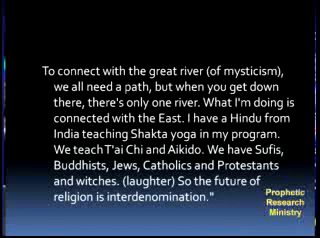 To connect with the great river (of mysticism),
we all need a path, but when you get down
there, there's only one river. What I'm doing is
connected with the East. I have a Hindu from
India teaching Shakta yoga in my program.
We teach T'ai Chi and Aikido. We have Sufis,
Buddhists, Jews, Catholics and Protestants
and witches. (laughter) So the future of
religion is interdenomination."
Prophetic
Research
Ministry